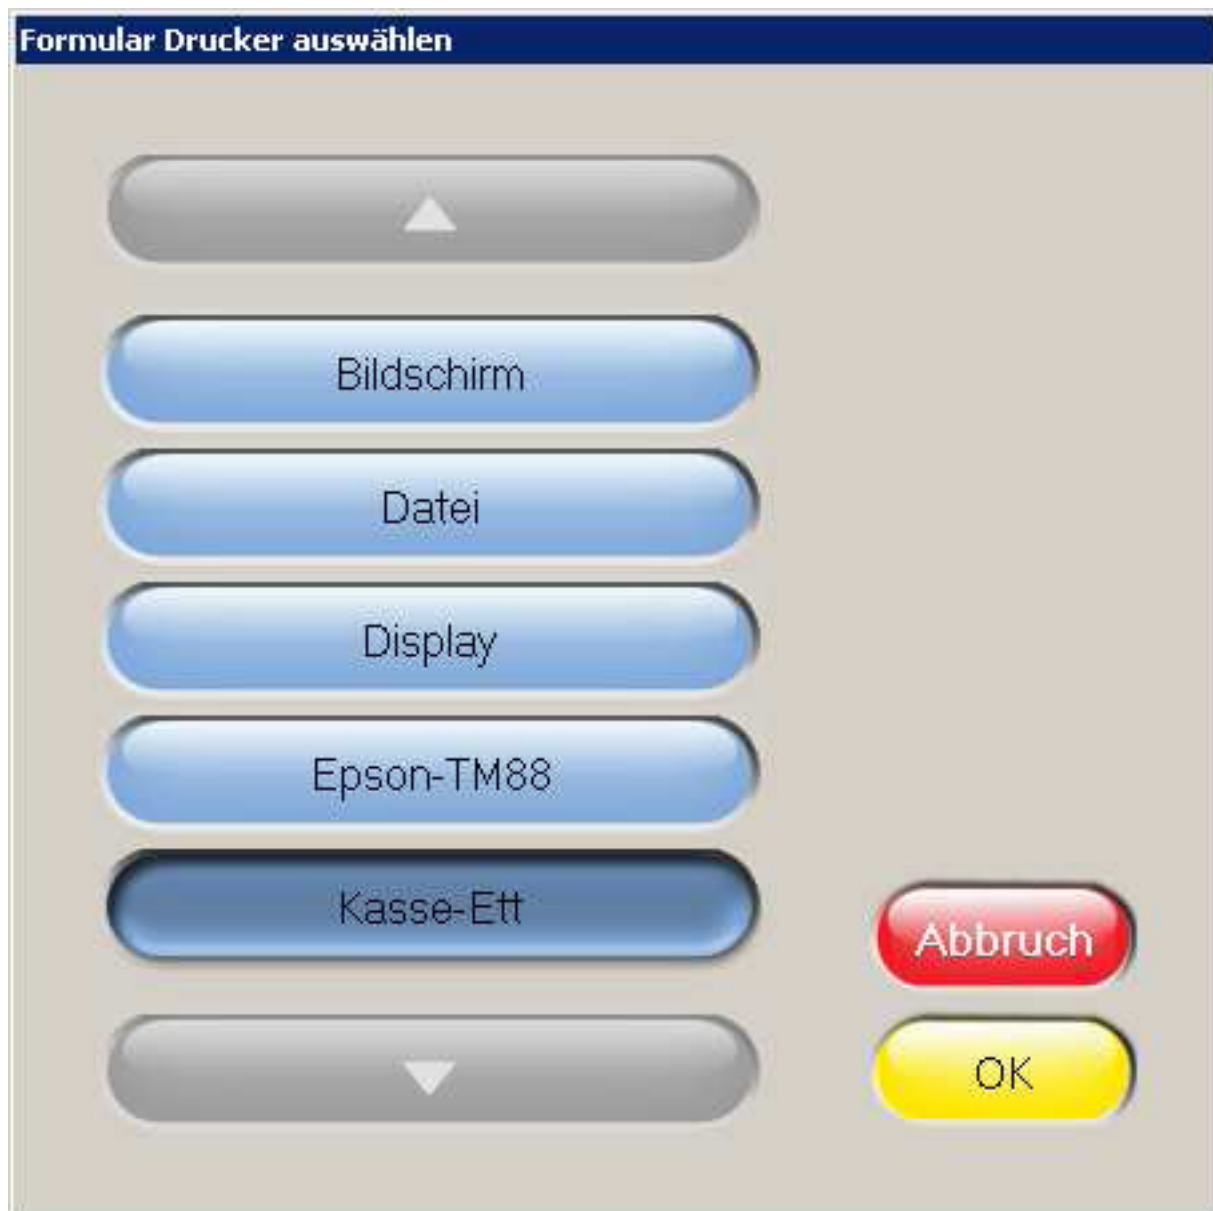 Formular Drucker auswählen
Bildschirm
Datei
Display
Epson-TM88
Kasse-Ett
Abbruch
OK